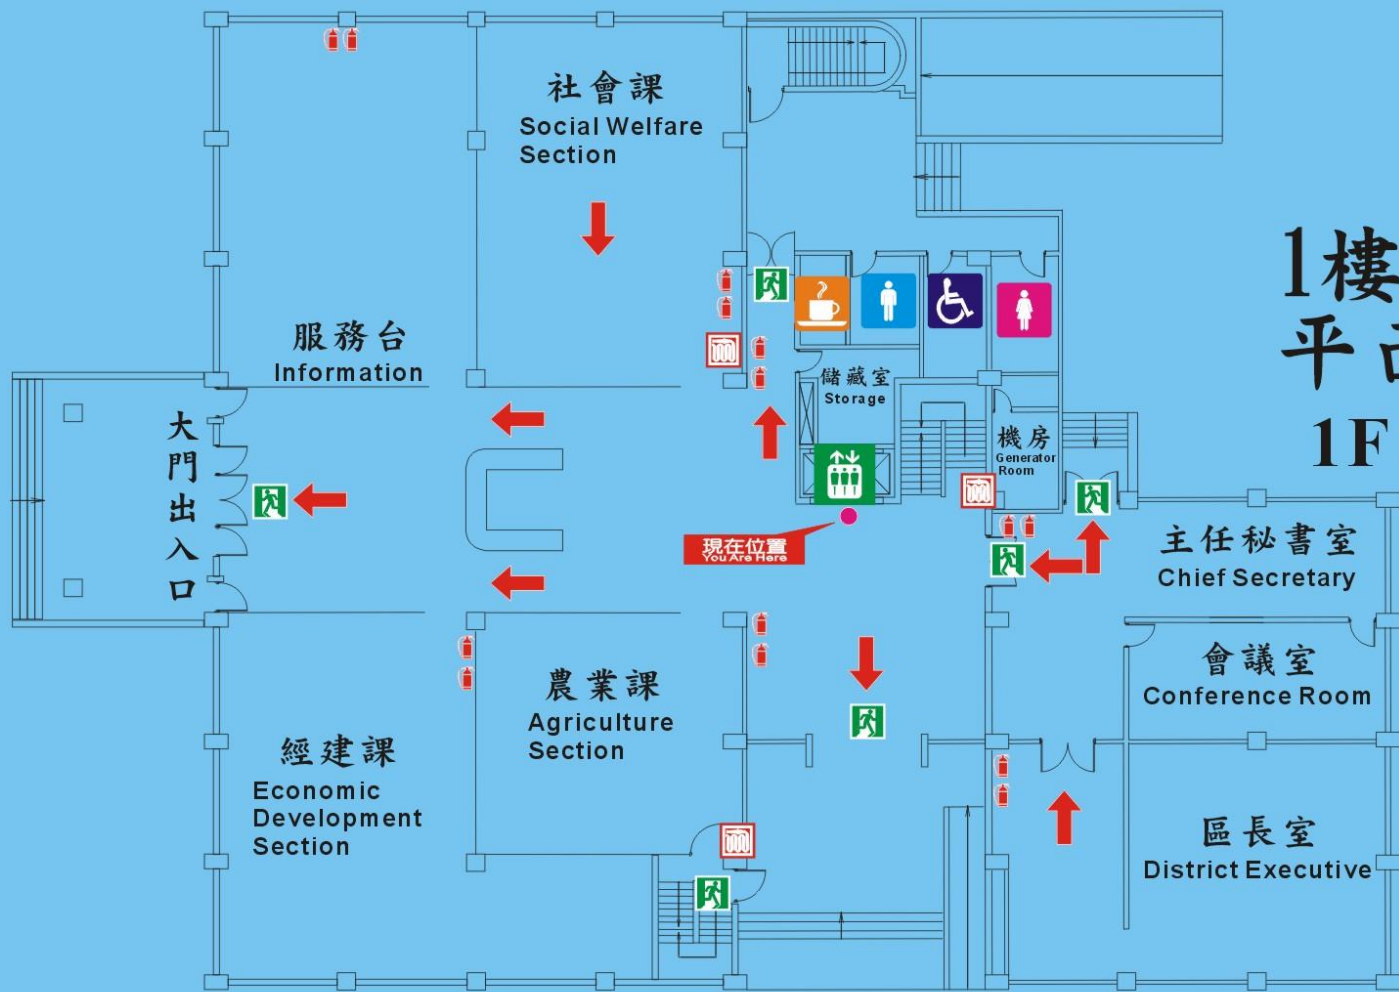 社會課
Social Welfare
Section
服務台
Information
大門出入口
儲藏室
Storage
機房
Generator
Room
現在位置
You Are Here
1樓
平
1F
主任秘書室
Chief Secretary
會議室
Conference Room
農業課
Agriculture
Section
經建課
Economic
Development
Section
區長室
District Executive